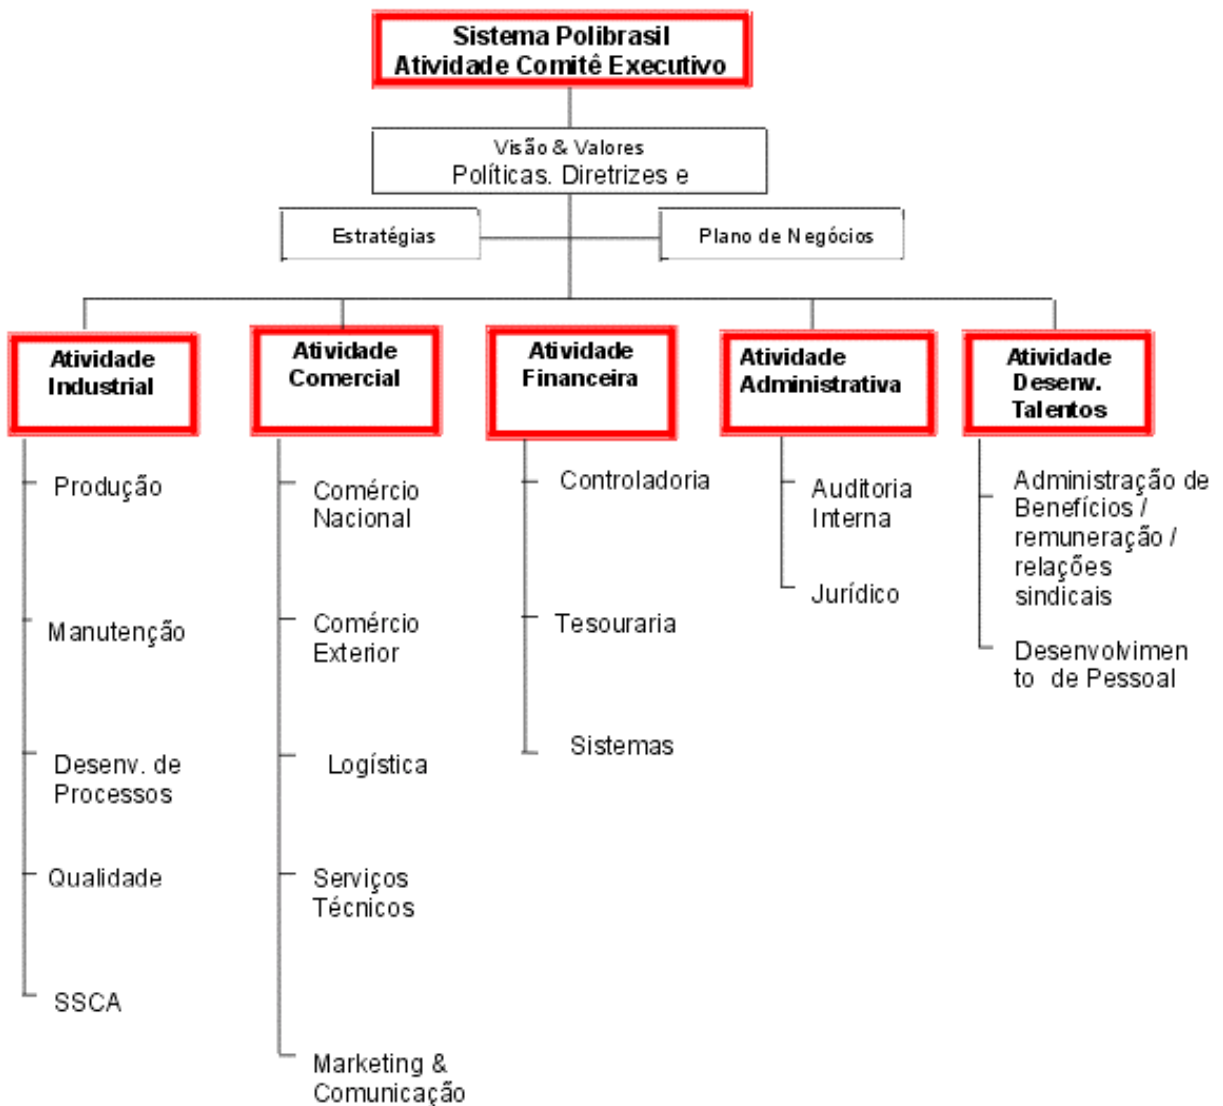 Sistema Polibrasil
Atividade Comitê Executivo
Visão & Valores
Políticas. Diretrizes e
Estratégias
Plano de Negócios
Atividade
Industrial
Atividade
Comercial
Atividade
Financeira
Atividade
Administrativa
Atividade
Desenv.
Talentos
Produção
Manutenção
Desenv. de
Processos
Qualidade
SSCA
Comércio
Nacional
Comércio
Exterior
Logística
Serviços
Técnicos
Marketing &
Comunicação
Controladoria
Tesouraria
Sistemas
Auditoria
Interna
Jurídico
Administração de
Benefícios /
remuneração /
relações
sindicais
Desenvolvimen
to de Pessoal